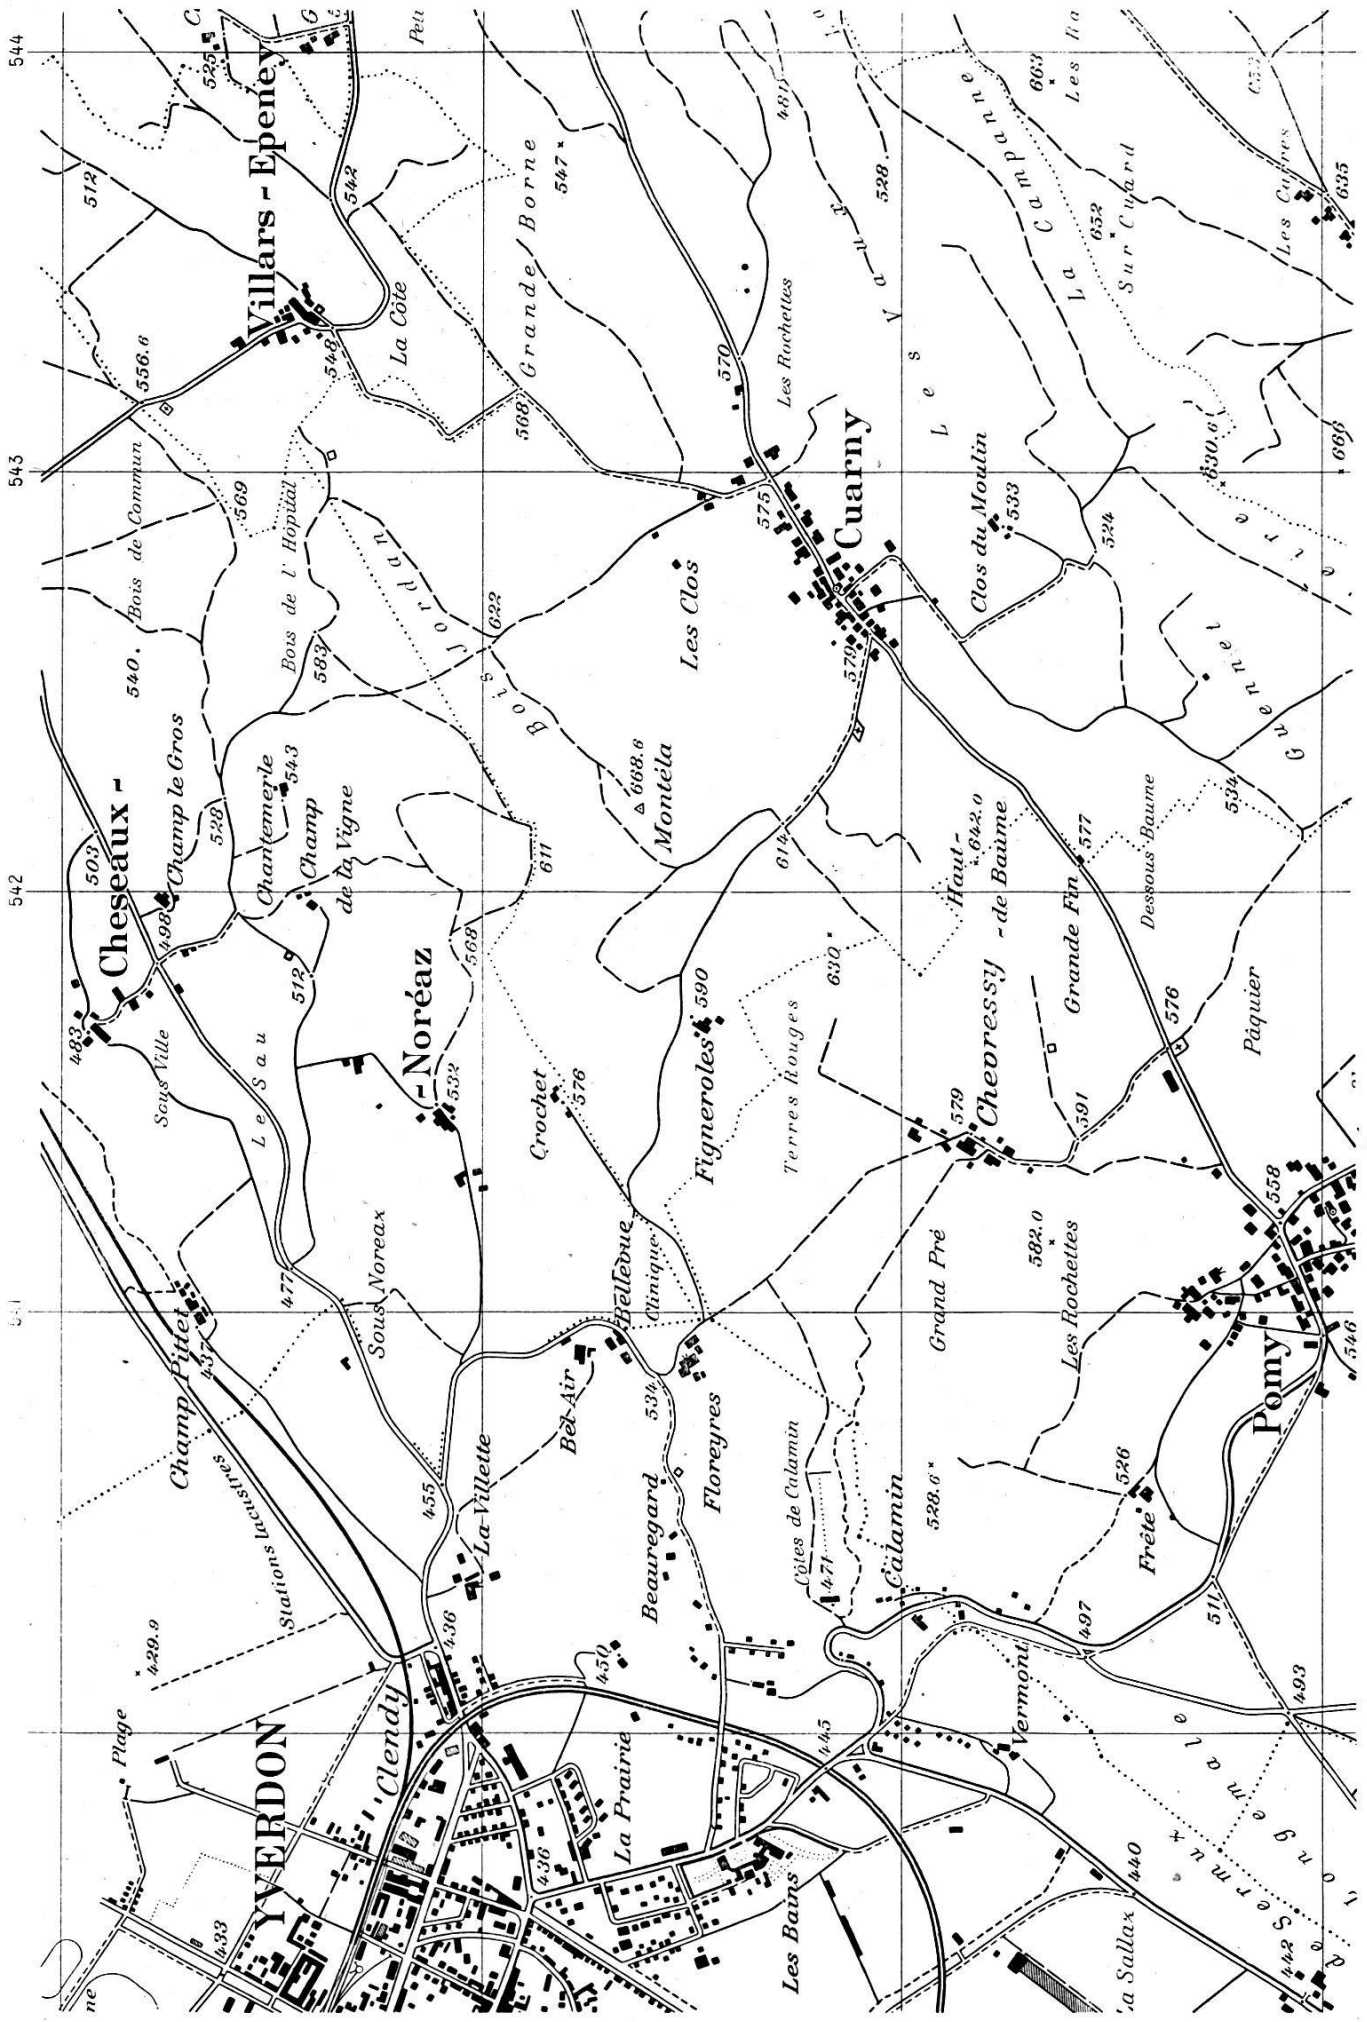 544
543
542
YVERDON
Clendy
Plage
429.9
433
436
436
450
La Prairie
Les Bains
445
440
442
La Sallaz
de
Sermuz
Longemale
Vermont
493
497
511
Calamin
Côtes de Calamin
471
528.6
Frête
526
Pomy
546
558
Les Rochettes
582.0
Grand Pré
Beauregard
Floreyres
534
Bel-Air
Bellevue
Clinique
La Villette
455
Stations lacustres
Champ Pittet
437
Sous Noreax
477
Le Sau
Sous Ville
483
Cheseaux -
- Noréaz
532
498
503
Champ le Gros
528
Chantemerle
543
Champ
de la Vigne
512
568
611
Crochet
576
Figneroles
590
Terres Rouges
630
Chevressy
579
591
Haut-
- de Baume
642.0
Grande Fin
577
576
Pâquier
Dessous Baume
534
614
Montéla
668.6
Bois Jordan
622
583
Bois de l' Hôpital
569
540.
Bois de Commun
556.6
Villars - Epeney
548
542
512
525
La Côte
568
Grande Borne
547
Les Clos
575
579
Cuarny
570
Les Rochettes
481
528.
Les Vaux
Clos du Moulin
533
524
630.6
666
La Campanne
652
Sur Cuard
663
Les Ra
Les Carres
635